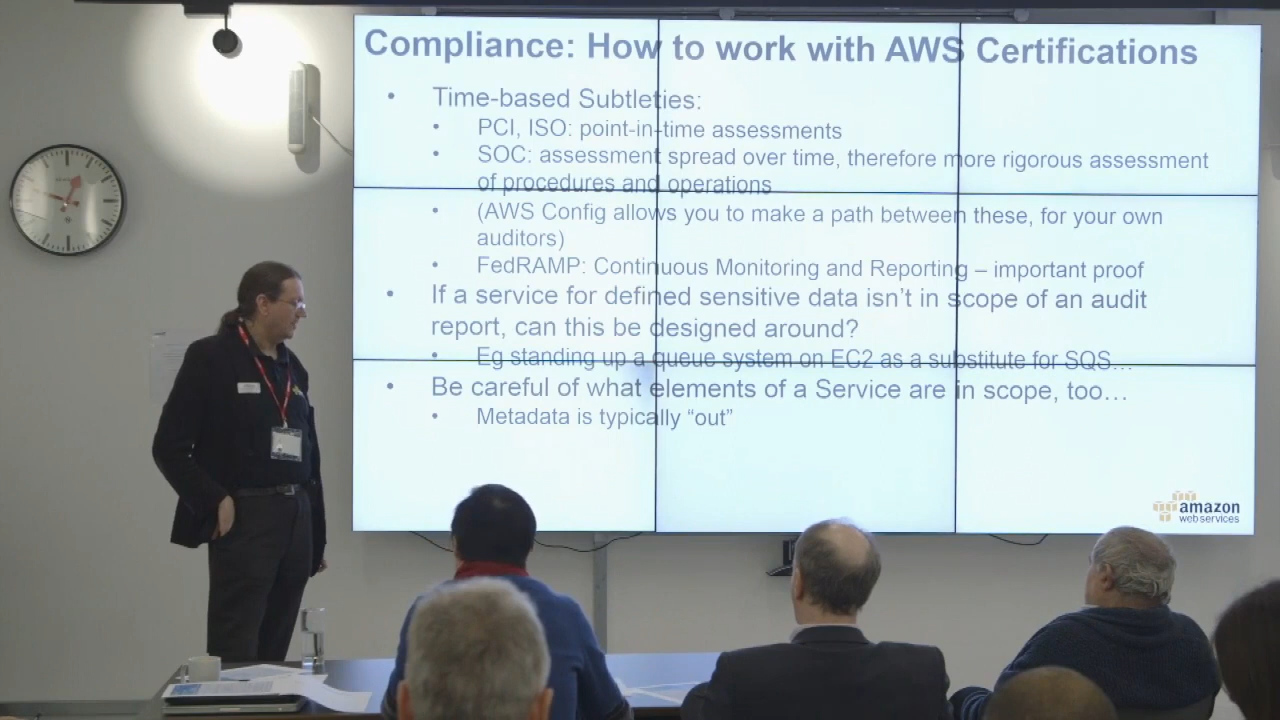 Compliance: How to work with AWS Certifications
• Time-based Subtleties:
• PCI, ISO: point-in-time assessments
• SOC: assessment spread over time, therefore more rigorous assessment
of procedures and operations
• (AWS Config allows you to make a path between these, for your own
auditors)
• FedRAMP: Continuous Monitoring and Reporting – important proof
• If a service for defined sensitive data isn't in scope of an audit
report, can this be designed around?
• Eg standing up a queue system on EC2 as a substitute for SQS…
• Be careful of what elements of a Service are in scope, too…
• Metadata is typically “out”
amazon
web services